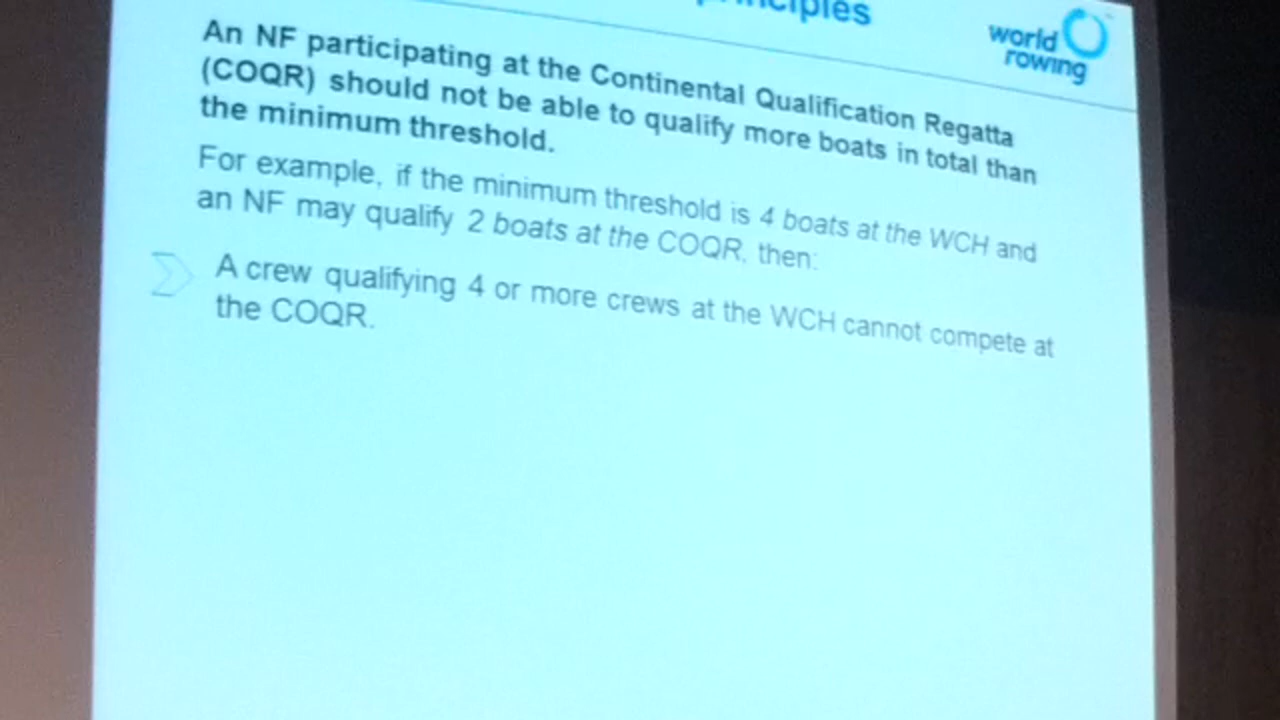 principles
world
rowing
An NF participating at the Continental Qualification Regatta
(COQR) should not be able to qualify more boats in total than
the minimum threshold.
For example, if the minimum threshold is 4 boats at the WCH and
an NF may qualify 2 boats at the COQR, then:
A crew qualifying 4 or more crews at the WCH cannot compete at
the COQR.